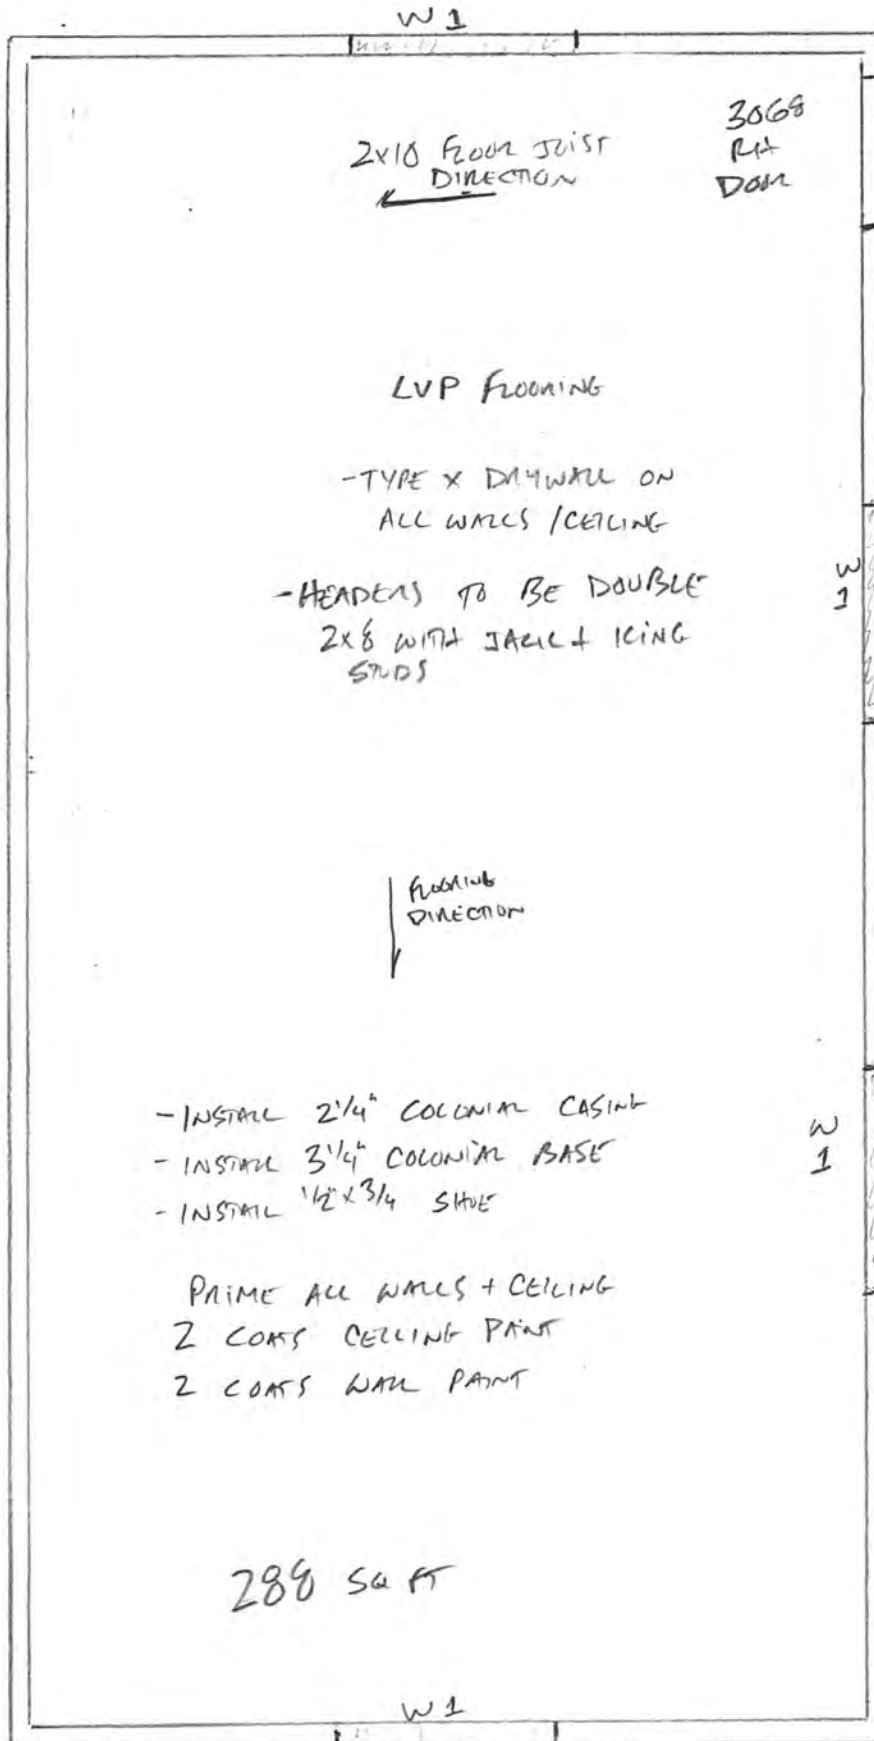 W1
2x10 FLOOR JOIST
DIRECTION
3068
RH
DOOR
LVP FLOORING
-TYPE X DRYWALL ON
ALL WALLS / CEILING
W
1
-HEADERS TO BE DOUBLE
2x8 WITH JACK + KING
STUDS
FLOORING
DIRECTION
-INSTALL 2 1/4" COLONIAL CASING
-INSTALL 3 1/4" COLONIAL BASE
-INSTALL 1/2" x 3/4 SHOE
W
1
PRIME ALL WALLS + CEILING
2 COATS CEILING PAINT
2 COATS WALL PAINT
288 SQ FT
W1